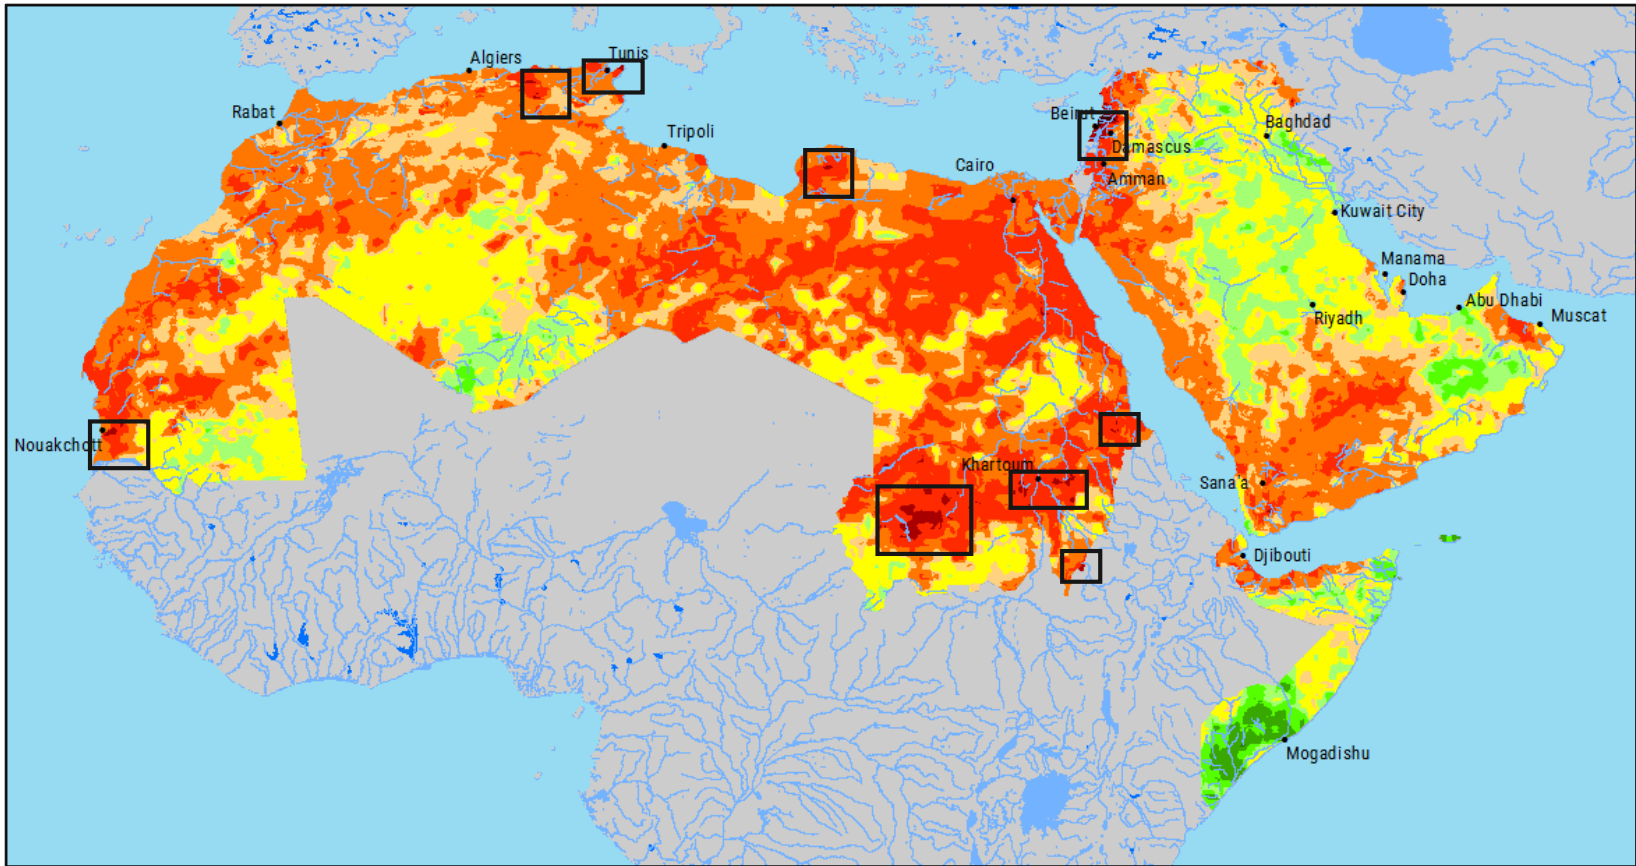 Algiers
Tunis
Rabat
Beirut
Baghdad
Tripoli
Damascus
Cairo
Amman
Kuwait City
Manama
Doha
Abu Dhabi
Riyadh
Muscat
Nouakchott
Khartoum
Sana'a
Djibouti
Mogadishu